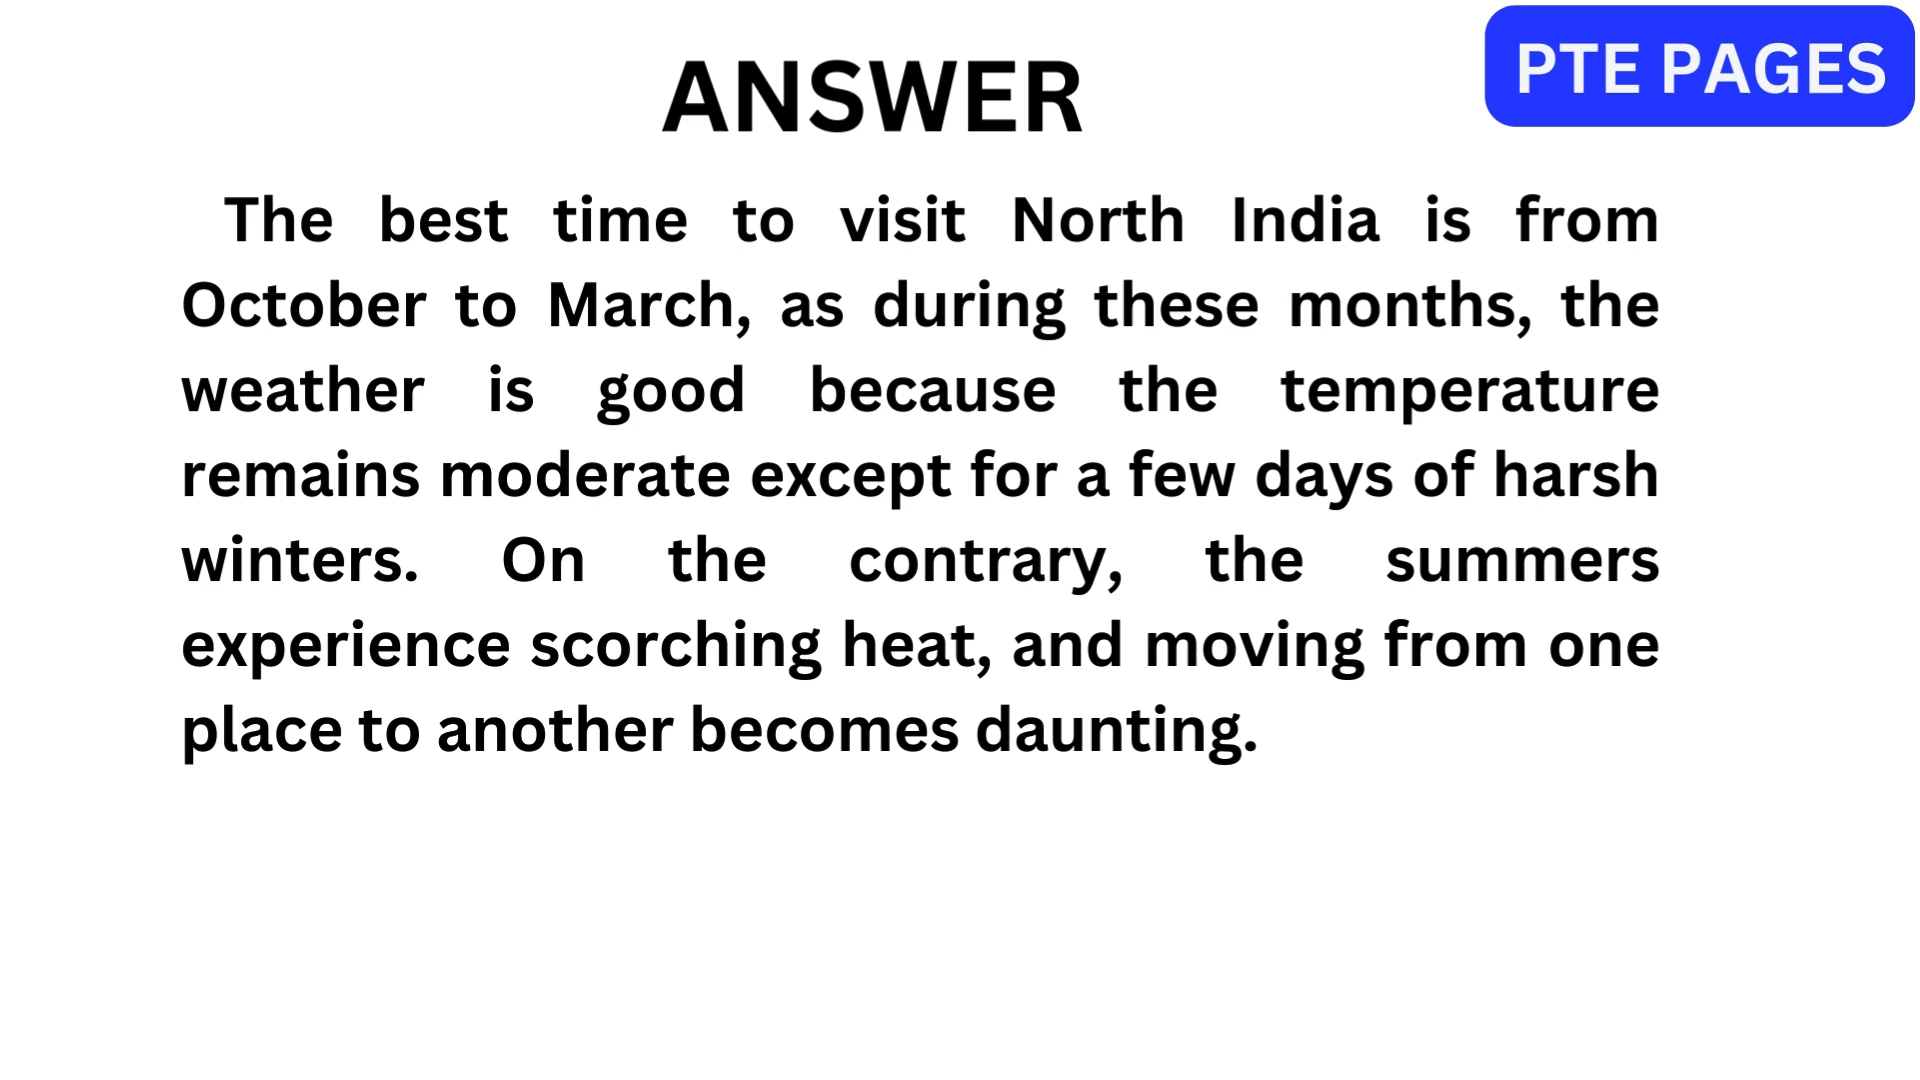 PTE PAGES
ANSWER
The best time to visit North India is from
October to March, as during these months, the
weather is good because the temperature
remains moderate except for a few days of harsh
winters. On the contrary, the summers
experience scorching heat, and moving from one
place to another becomes daunting.